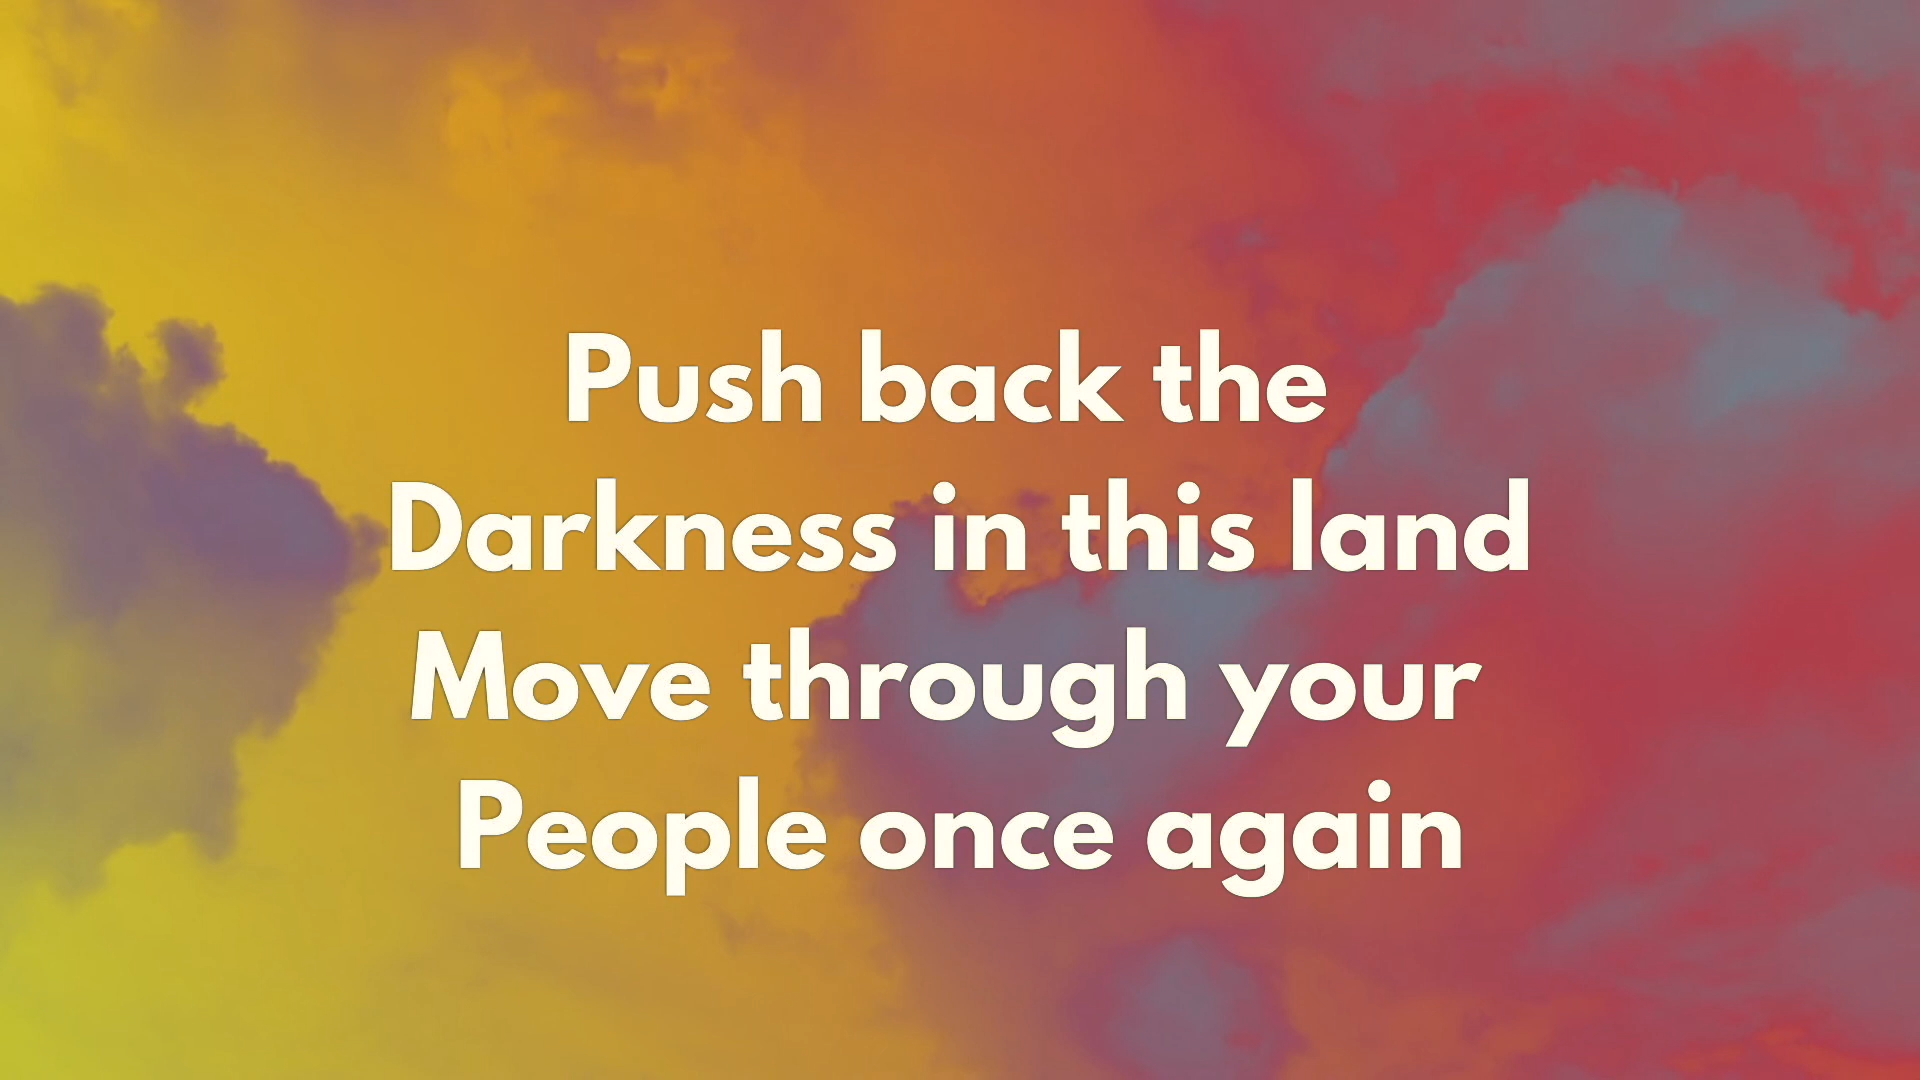 Push back the
Darkness in this land
Move through your
People once again